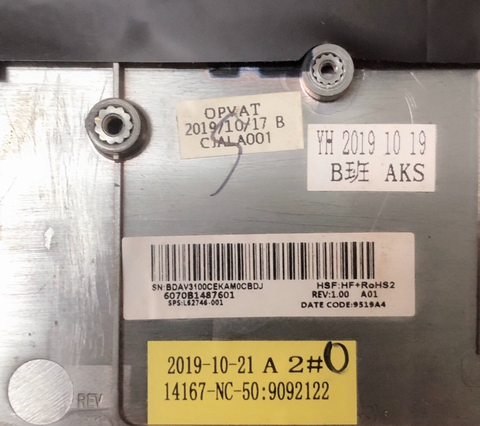 OPVAT
2019/10/17 B
CJALA001
YH 2019 10 19
B班 AKS
SN:BDAV3100CEKAM0CBDJ
6070B1487601
SPS:L62746-001
HSF:HF+RoHS2
REV:1.00 A01
DATE CODE:9519A4
2019-10-21 A 2#0
14167-NC-50:9092122
REV